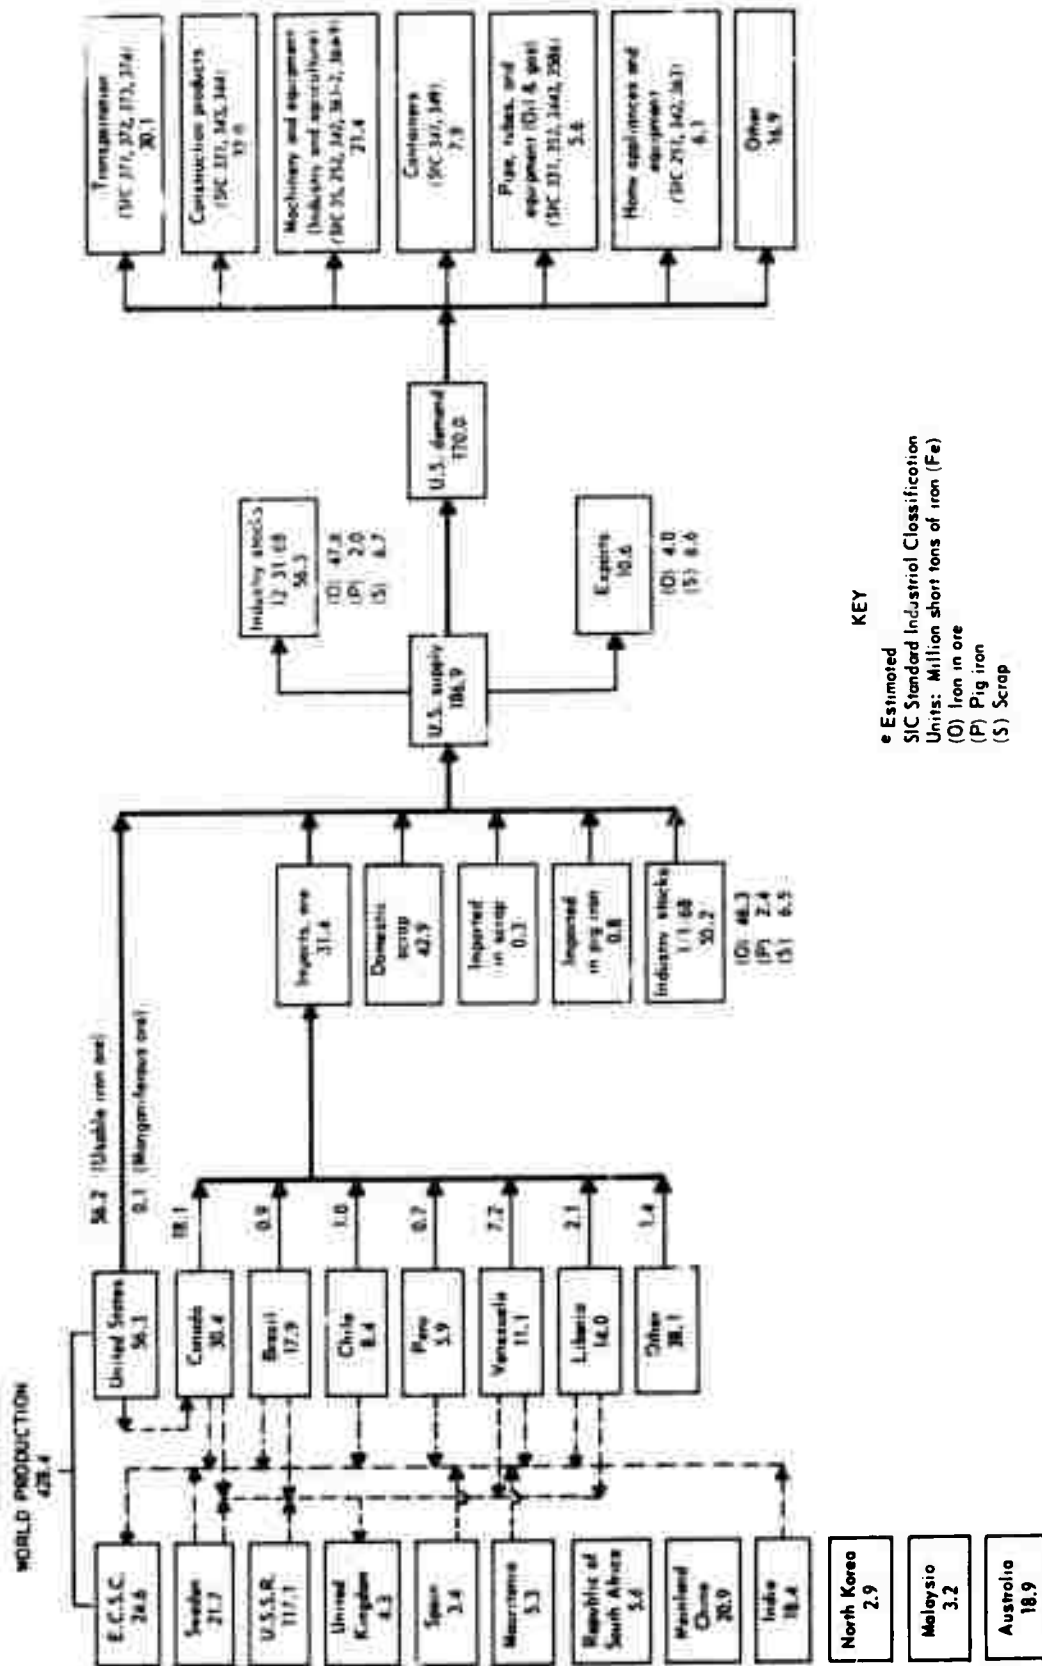 WORLD PRODUCTION
E.C.S.C.
24.6
Sweden
21.7
U.S.S.R.
117.1
United
Kingdom
4.3
Spain
3.4
Mauritania
5.3
Republic of
South Africa
Mainland
China
20.9
India
18.4
North Korea
2.9
Malaysia
3.2
Australia
18.9
United States
56.3
Canada
30.4
Brazil
17.9
Chile
8.4
Peru
5.9
Venezuela
11.1
Liberia
14.0
Other
38.1
56.2 (Usable iron ore)
0.1 (Manganiferous ore)
18.1
0.9
1.0
0.7
7.2
2.1
1.4
Imports, ore
31.4
Domestic
scrap
42.9
Imported
in scrap
0.3
Imported
in pig iron
0.8
Industry stocks
1/1/68
55.2
(O) 46.3
(P) 2.4
(S) 6.5
U.S. supply
186.9
Industry stocks
12/31/68
56.5
(O) 47.8
(P) 2.0
(S) 6.7
Exports
10.6
(O) 4.0
(S) 6.6
U.S. demand
Transportation
(SIC 371, 372, 373, 374)
30.1
Construction products
Machinery and equipment
(Industry and agriculture)
23.4
Containers
(SIC 341, 349)
7.9
Pipe, tubes, and
equipment (Oil & gas)
5.6
Home appliances and
equipment
6.1
Other
KEY
e Estimated
SIC Standard Industrial Classification
Units: Million short tons of iron (Fe)
(O) Iron in ore
(P) Pig iron
(S) Scrap